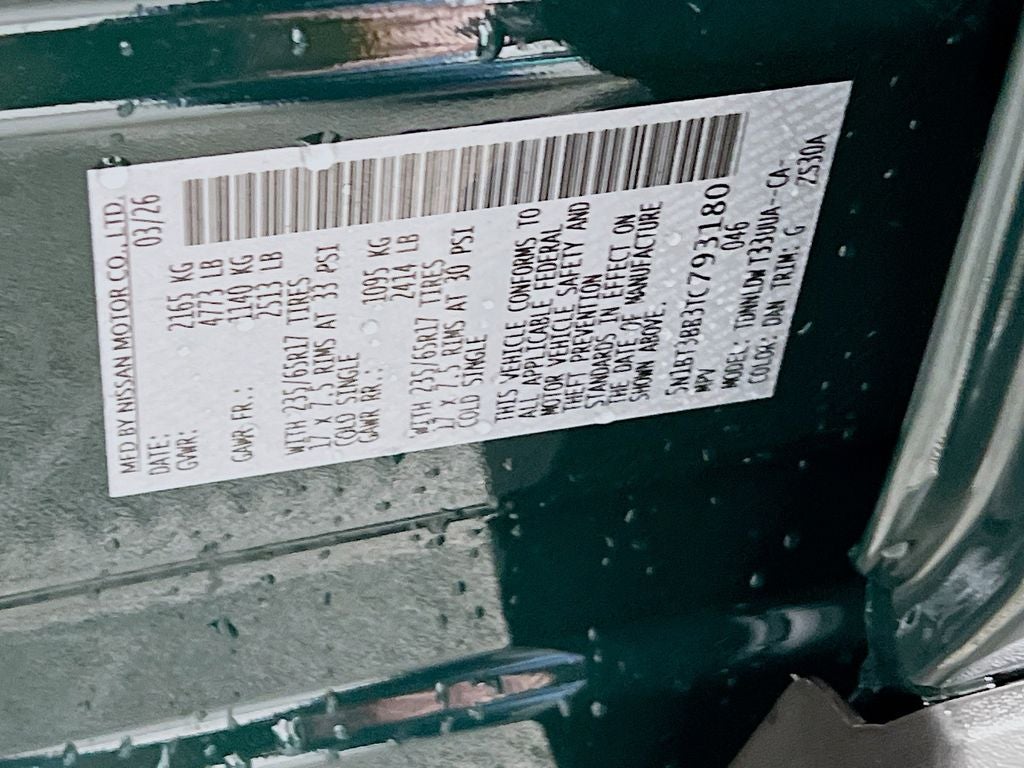 MFD BY NISSAN MOTOR CO., LTD.
DATE: 03/26
GVWR: 2165 KG
4773 LB
GAWR FR.: 1140 KG
2513 LB
WITH 235/65R17 TIRES
17 X 7.5 RIMS AT 33 PSI
COLD SINGLE
GAWR RR.: 1095 KG
2414 LB
WITH 235/65R17 TIRES
17 X 7.5 RIMS AT 30 PSI
COLD SINGLE
THIS VEHICLE CONFORMS TO
ALL APPLICABLE FEDERAL
MOTOR VEHICLE SAFETY AND
THEFT PREVENTION
STANDARDS IN EFFECT ON
THE DATE OF MANUFACTURE
SHOWN ABOVE.
5N1BT3BB3TC793180
MPV 046
MODEL:
COLOR: DAN TRIM: G
2S30A